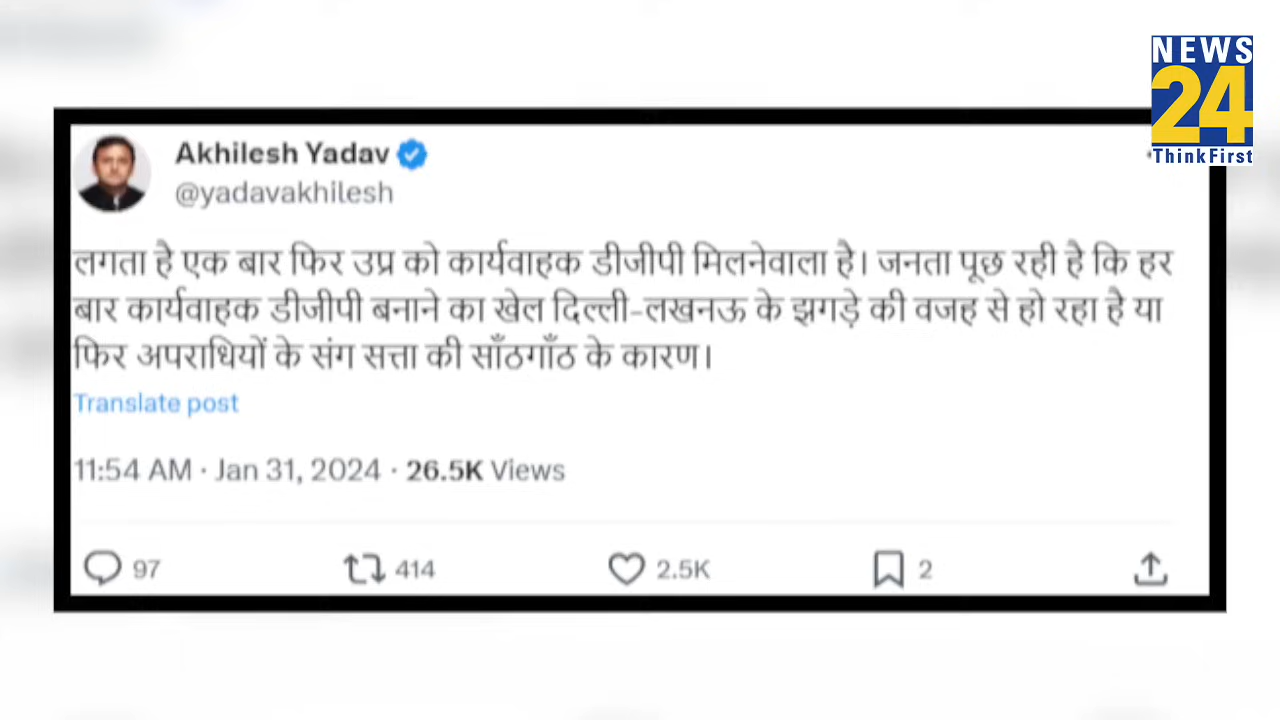 NEWS
24
ThinkFirst
Akhilesh Yadav
@yadavakhilesh
लगता है एक बार फिर उप्र को कार्यवाहक डीजीपी मिलनेवाला है। जनता पूछ रही है कि हर
बार कार्यवाहक डीजीपी बनाने का खेल दिल्ली-लखनऊ के झगड़े की वजह से हो रहा है या
फिर अपराधियों के संग सत्ता की साँठगाँठ के कारण।
Translate post
11:54 AM · Jan 31, 2024 · 26.5K Views
97 414 2.5K 2